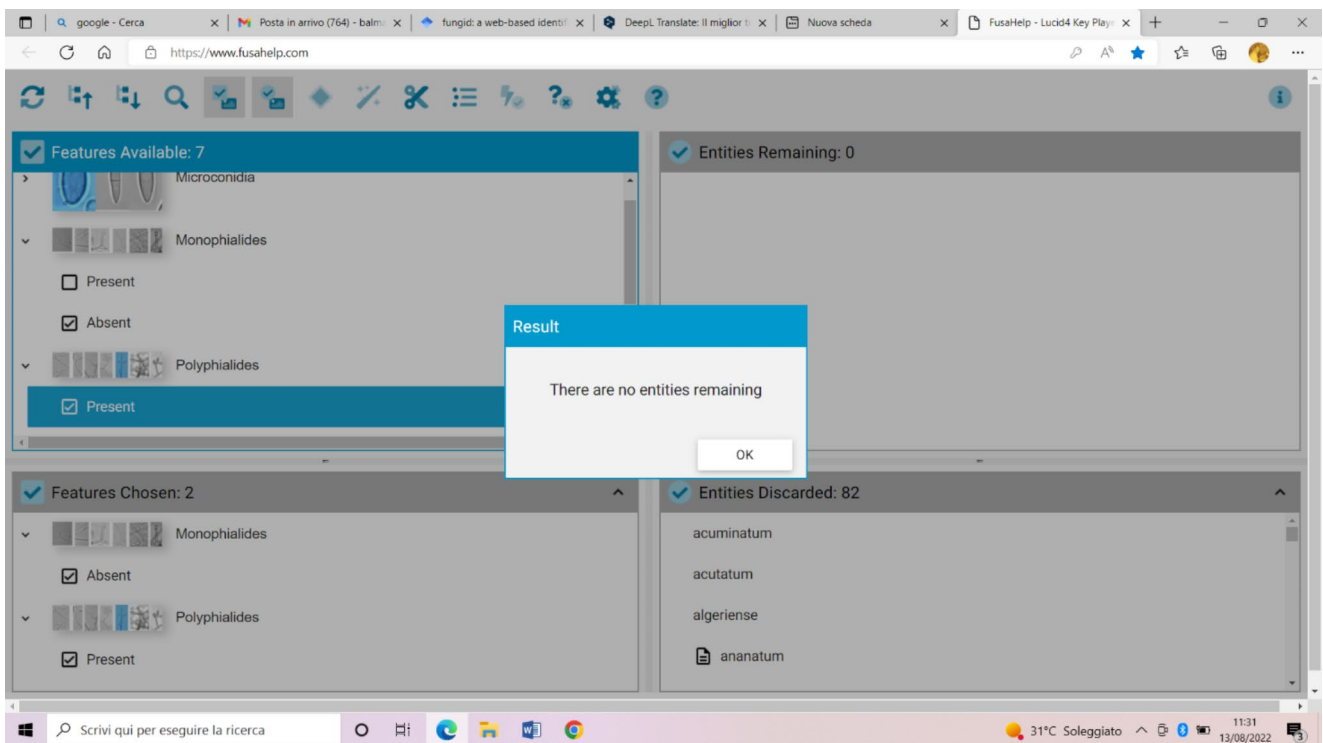 google - Cerca
Posta in arrivo (764) - balm
fungid: a web-based identif
DeepL Translate: Il miglior t
Nuova scheda
FusaHelp - Lucid4 Key Playe
https://www.fusahelp.com
Features Available: 7
Entities Remaining: 0
Microconidia
Monophialides
Present
Absent
Polyphialides
Present
Result
There are no entities remaining
OK
Features Chosen: 2
Entities Discarded: 82
Monophialides
Absent
Polyphialides
Present
acuminatum
acutatum
algeriense
ananatum
Scrivi qui per eseguire la ricerca
31°C Soleggiato
11:31
13/08/2022
3